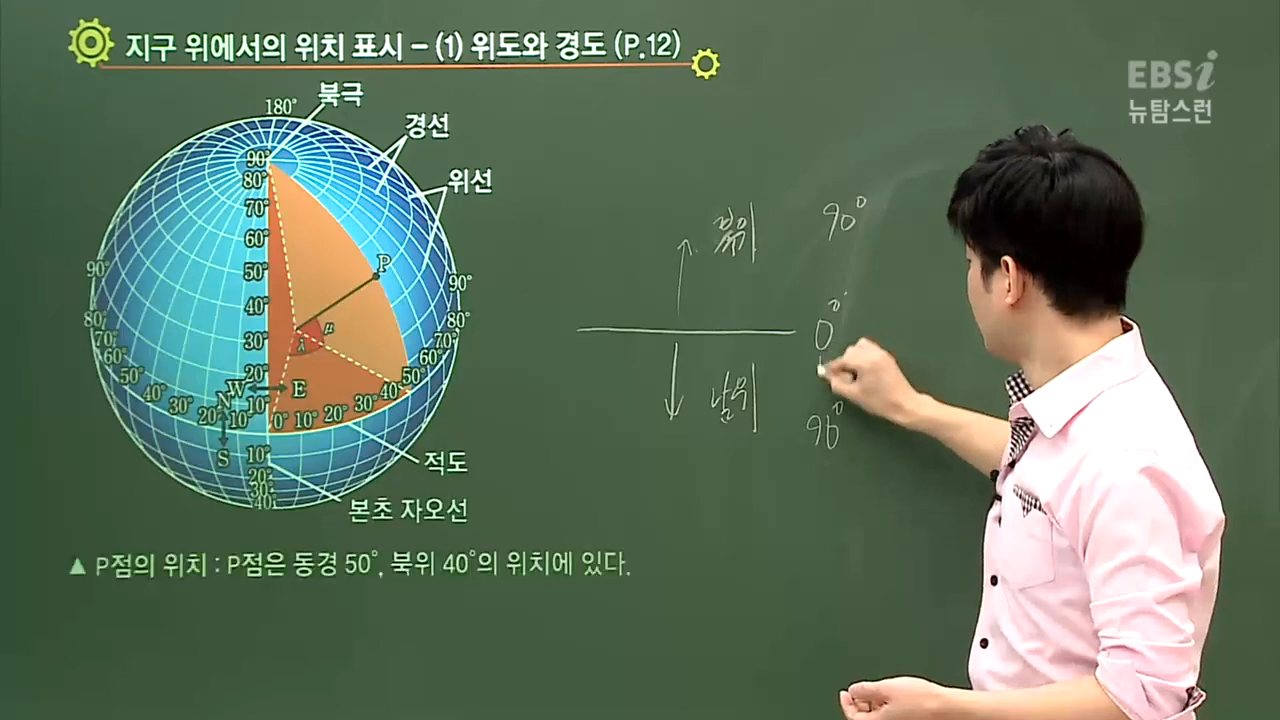 지구 위에서의 위치 표시 – (1) 위도와 경도 (P.12)
EBSi
뉴탐스런
180°
북극
경선
위선
90°
80°
70°
60°
50°
40°
30°
20°
10°
0°
10°
20°
30°
40°
50°
60°
70°
80°
90°
P
μ
λ
W
E
N
S
90°
80°
70°
60°
50°
40°
30°
20°
10°
10°
20°
30°
40°
적도
본초 자오선
▲ P점의 위치 : P점은 동경 50°, 북위 40°의 위치에 있다.
북위
90°
0°
남위
90°